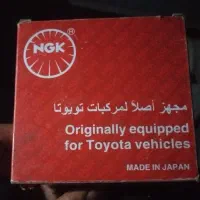 NGK
مجهز أصلاً لمركبات تويوتا
Originally equipped
for Toyota vehicles
MADE IN JAPAN